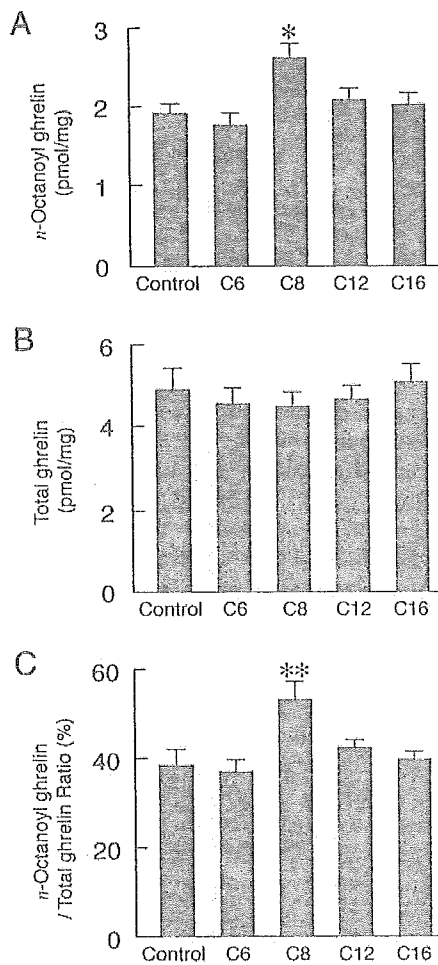 A
n-Octanoyl ghrelin
(pmol/mg)
3
2
1
0
*
Control C6 C8 C12 C16
B
Total ghrelin
(pmol/mg)
6
4
2
0
Control C6 C8 C12 C16
C
n-Octanoyl ghrelin
/ Total ghrelin Ratio (%)
60
40
20
0
**
Control C6 C8 C12 C16